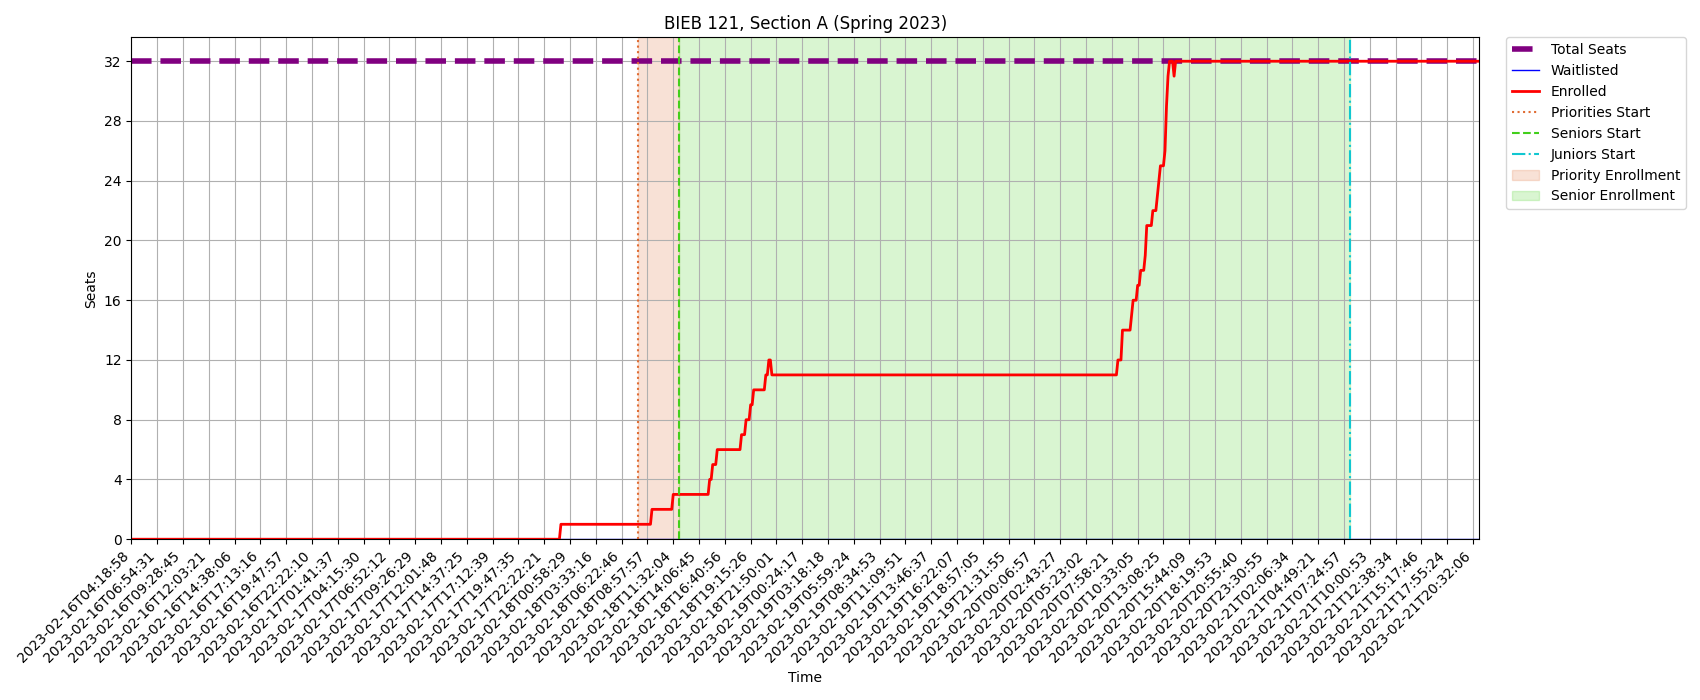 BIEB 121, Section A (Spring 2023)
Total Seats
Waitlisted
Enrolled
Priorities Start
Seniors Start
Juniors Start
Priority Enrollment
Senior Enrollment
Seats
32
28
24
20
16
12
8
4
0
2023-02-16T04:18:58
2023-02-16T06:54:31
2023-02-16T09:28:45
2023-02-16T12:03:21
2023-02-16T14:38:06
2023-02-16T17:13:16
2023-02-16T19:47:57
2023-02-16T22:22:10
2023-02-17T01:41:37
2023-02-17T04:15:30
2023-02-17T06:52:12
2023-02-17T09:26:29
2023-02-17T12:01:48
2023-02-17T14:37:25
2023-02-17T17:12:39
2023-02-17T19:47:35
2023-02-17T22:22:21
2023-02-18T00:58:29
2023-02-18T03:33:16
2023-02-18T06:22:46
2023-02-18T08:57:57
2023-02-18T11:32:04
2023-02-18T14:06:45
2023-02-18T16:40:56
2023-02-18T19:15:26
2023-02-18T21:50:01
2023-02-19T00:24:17
2023-02-19T03:18:18
2023-02-19T05:59:24
2023-02-19T08:34:53
2023-02-19T11:09:51
2023-02-19T13:46:37
2023-02-19T16:22:07
2023-02-19T18:57:05
2023-02-19T21:31:55
2023-02-20T00:06:57
2023-02-20T02:43:27
2023-02-20T05:23:02
2023-02-20T07:58:21
2023-02-20T10:33:05
2023-02-20T13:08:25
2023-02-20T15:44:09
2023-02-20T18:19:53
2023-02-20T20:55:40
2023-02-20T23:30:55
2023-02-21T02:06:34
2023-02-21T04:49:21
2023-02-21T07:24:57
2023-02-21T10:00:53
2023-02-21T12:38:34
2023-02-21T15:17:46
2023-02-21T17:55:24
2023-02-21T20:32:06
Time